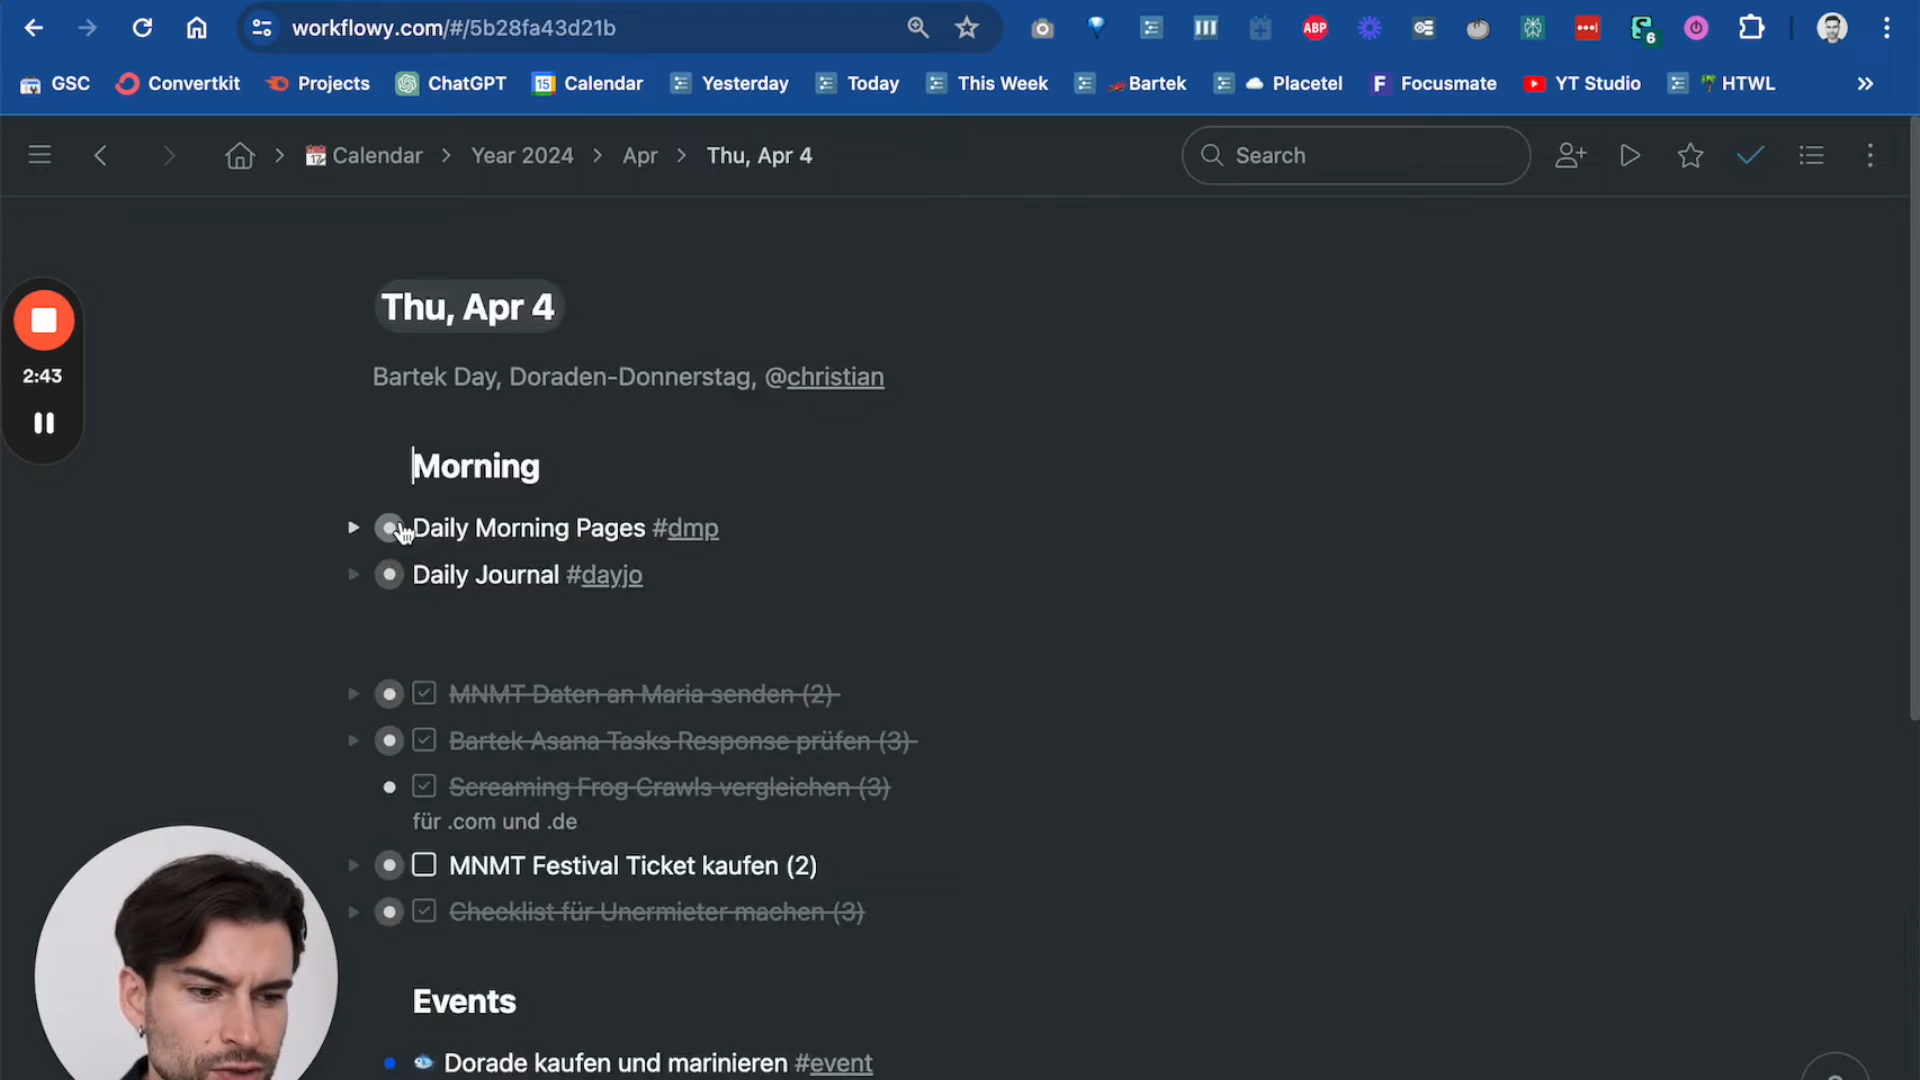 workflowy.com/#/5b28fa43d21b
ABP
6
GSC Convertkit Projects ChatGPT 15 Calendar Yesterday Today This Week Bartek Placetel F Focusmate YT Studio HTWL »
Calendar > Year 2024 > Apr > Thu, Apr 4
Search
Thu, Apr 4
Bartek Day, Doraden-Donnerstag, @christian
2:43
Morning
Daily Morning Pages #dmp
Daily Journal #dayjo
MNMT Daten an Maria senden (2)
Bartek Asana Tasks Response prüfen (3)
Screaming Frog Crawls vergleichen (3)
für .com und .de
MNMT Festival Ticket kaufen (2)
Checklist für Unermieter machen (3)
Events
Dorade kaufen und marinieren #event